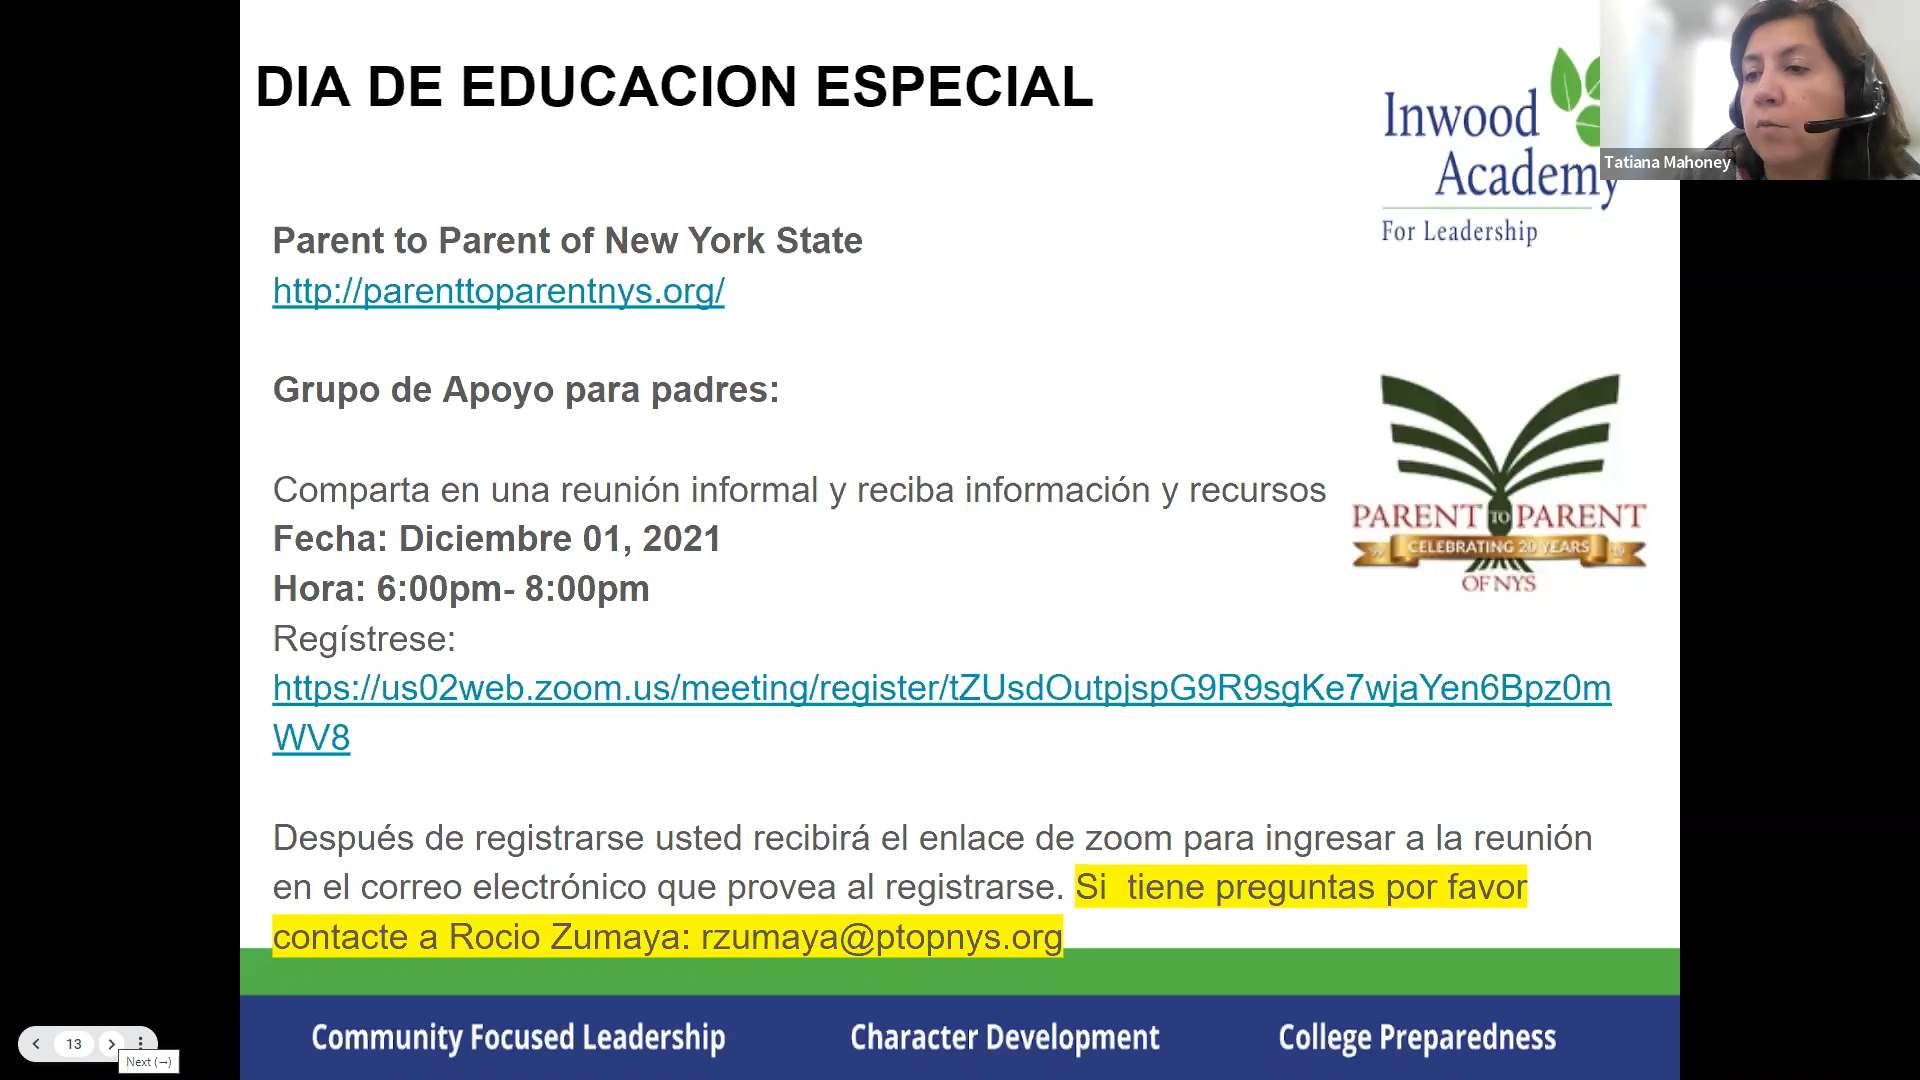 DIA DE EDUCACION ESPECIAL
Inwood
Academy
For Leadership
Tatiana Mahoney
Parent to Parent of New York State
http://parenttoparentnys.org/
Grupo de Apoyo para padres:
Comparta en una reunión informal y reciba información y recursos
Fecha: Diciembre 01, 2021
Hora: 6:00pm- 8:00pm
Regístrese:
https://us02web.zoom.us/meeting/register/tZUsdOutpjspG9R9sgKe7wjaYen6Bpz0m
WV8
PARENT TO PARENT
CELEBRATING 20 YEARS
OF NYS
Después de registrarse usted recibirá el enlace de zoom para ingresar a la reunión
en el correo electrónico que provea al registrarse. Si  tiene preguntas por favor
contacte a Rocio Zumaya: rzumaya@ptopnys.org
Community Focused Leadership
Character Development
College Preparedness
13
Next (→)